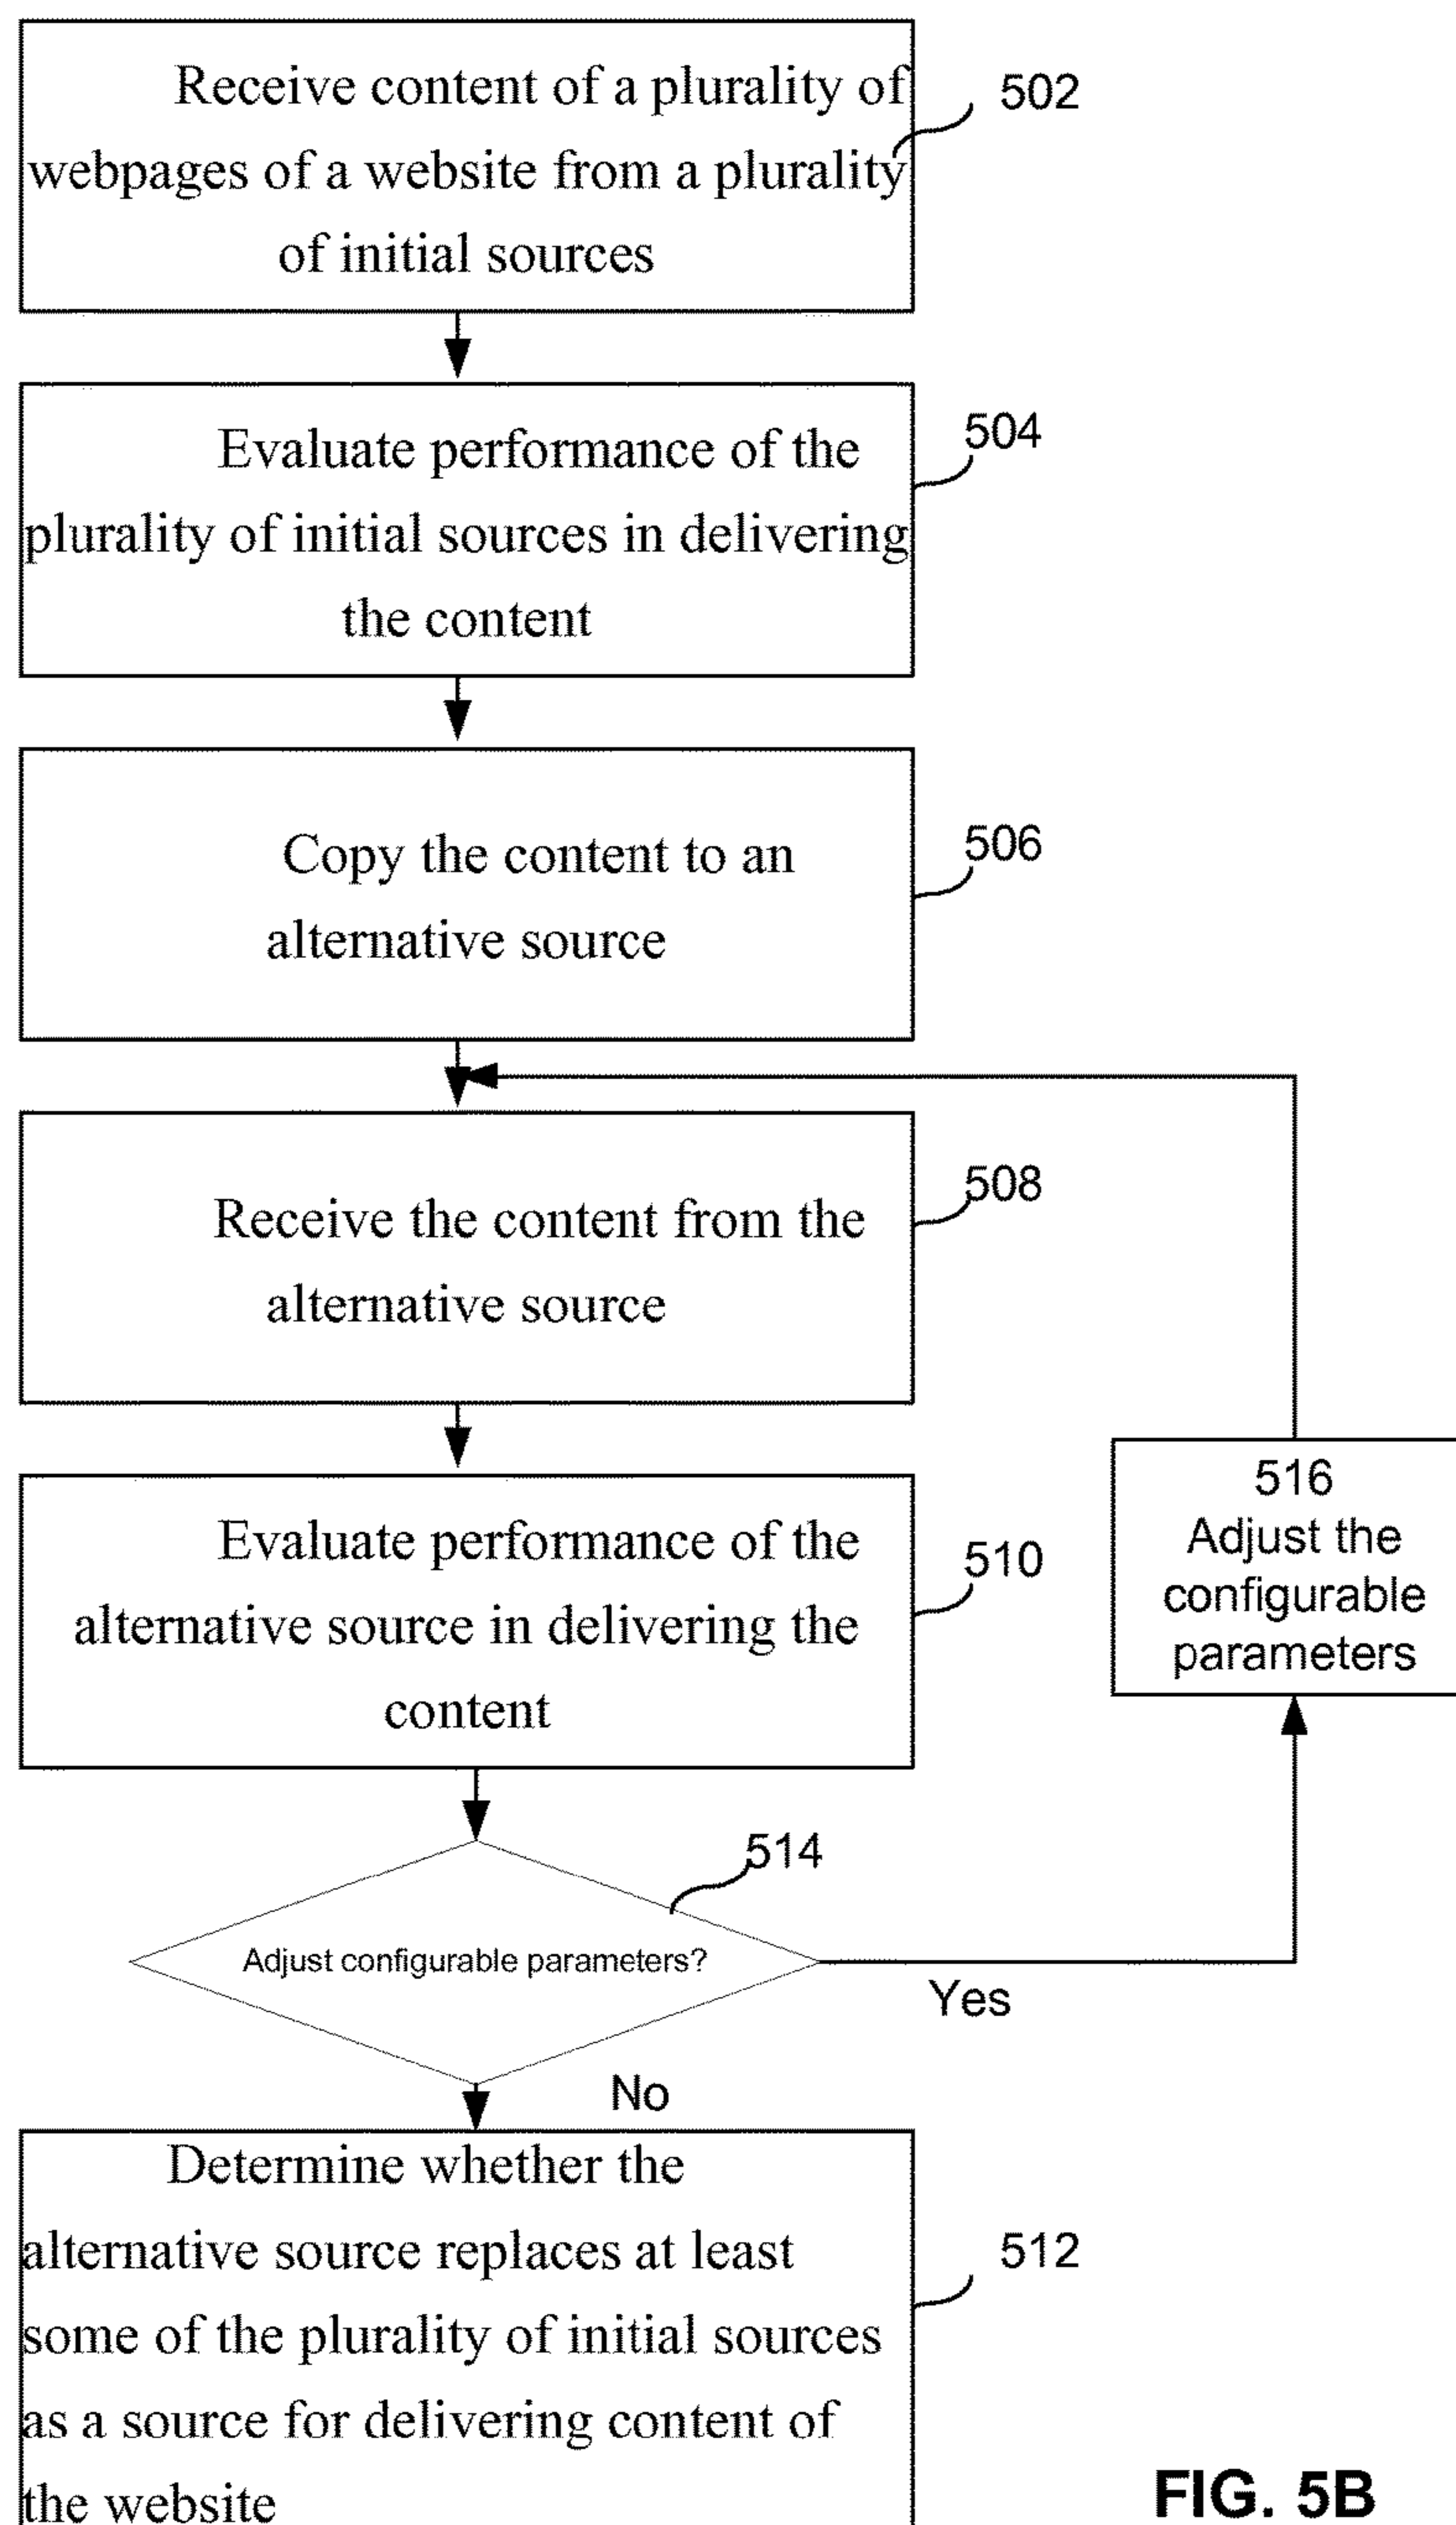 Receive content of a plurality of
webpages of a website from a plurality
of initial sources
502
Evaluate performance of the
plurality of initial sources in delivering
the content
504
Copy the content to an
alternative source
506
Receive the content from the
alternative source
508
Evaluate performance of the
alternative source in delivering the
content
510
516
Adjust the
configurable
parameters
514
Adjust configurable parameters?
Yes
No
Determine whether the
alternative source replaces at least
some of the plurality of initial sources
as a source for delivering content of
the website
512
FIG. 5B